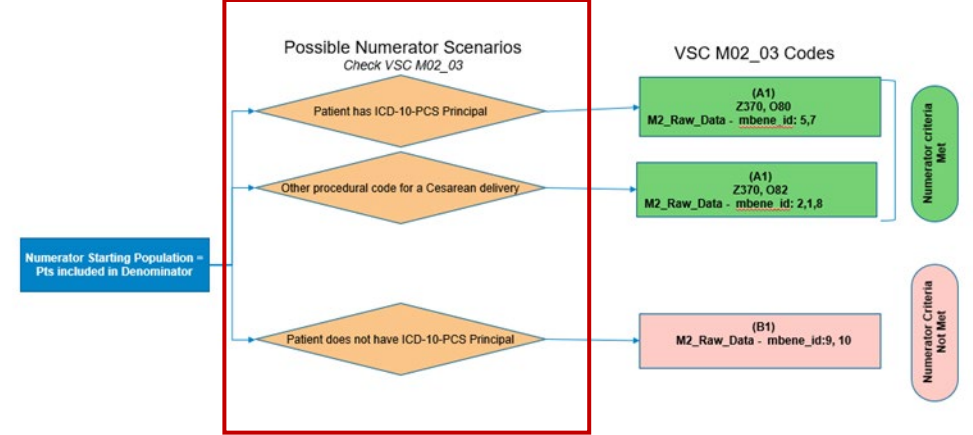 Possible Numerator Scenarios
Check VSC M02_03
VSC M02_03 Codes
Patient has ICD-10-PCS Principal
(A1)
Z370, O80
M2_Raw_Data - mbene_id: 5,7
Other procedural code for a Cesarean delivery
(A1)
Z370, O82
M2_Raw_Data - mbene_id: 2,1,8
Numerator criteria
Met
Numerator Starting Population =
Pts included in Denominator
Patient does not have ICD-10-PCS Principal
(B1)
M2_Raw_Data - mbene_id:9, 10
Numerator Criteria
Not Met